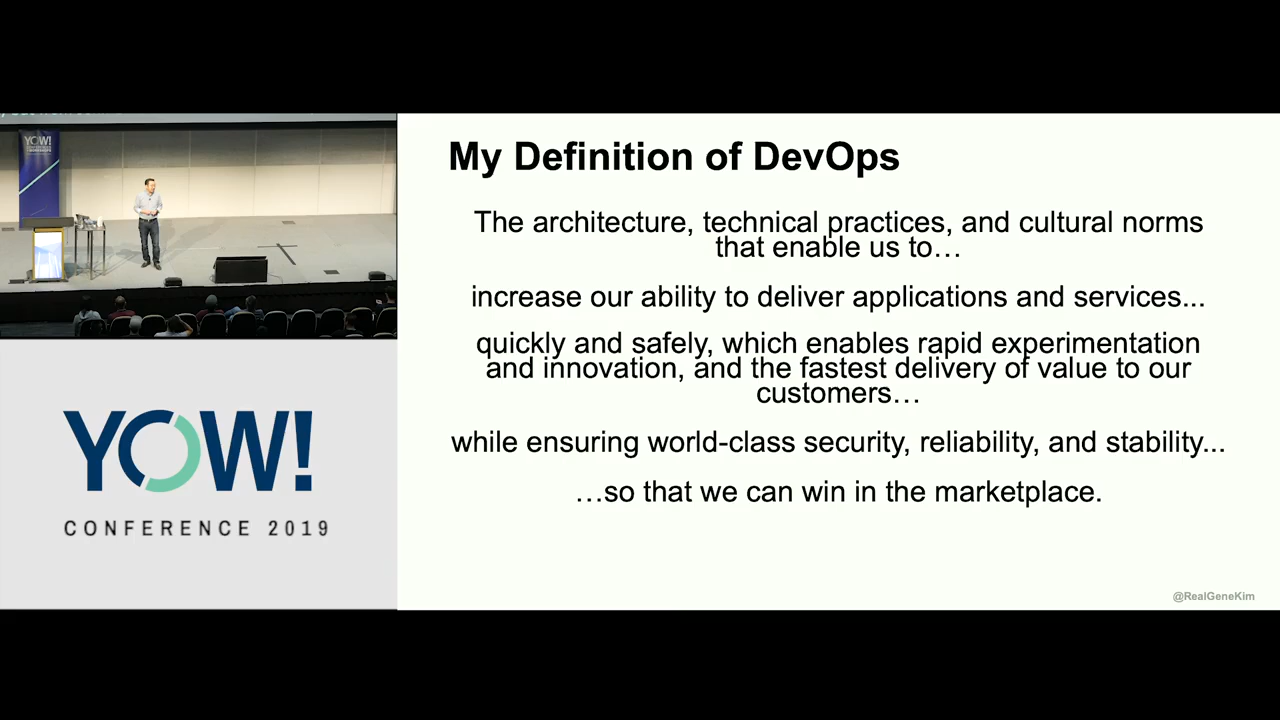 YOW!
YOW!
CONFERENCE 2019
My Definition of DevOps
The architecture, technical practices, and cultural norms
that enable us to…
increase our ability to deliver applications and services...
quickly and safely, which enables rapid experimentation
and innovation, and the fastest delivery of value to our
customers…
while ensuring world-class security, reliability, and stability...
…so that we can win in the marketplace.
@RealGeneKim